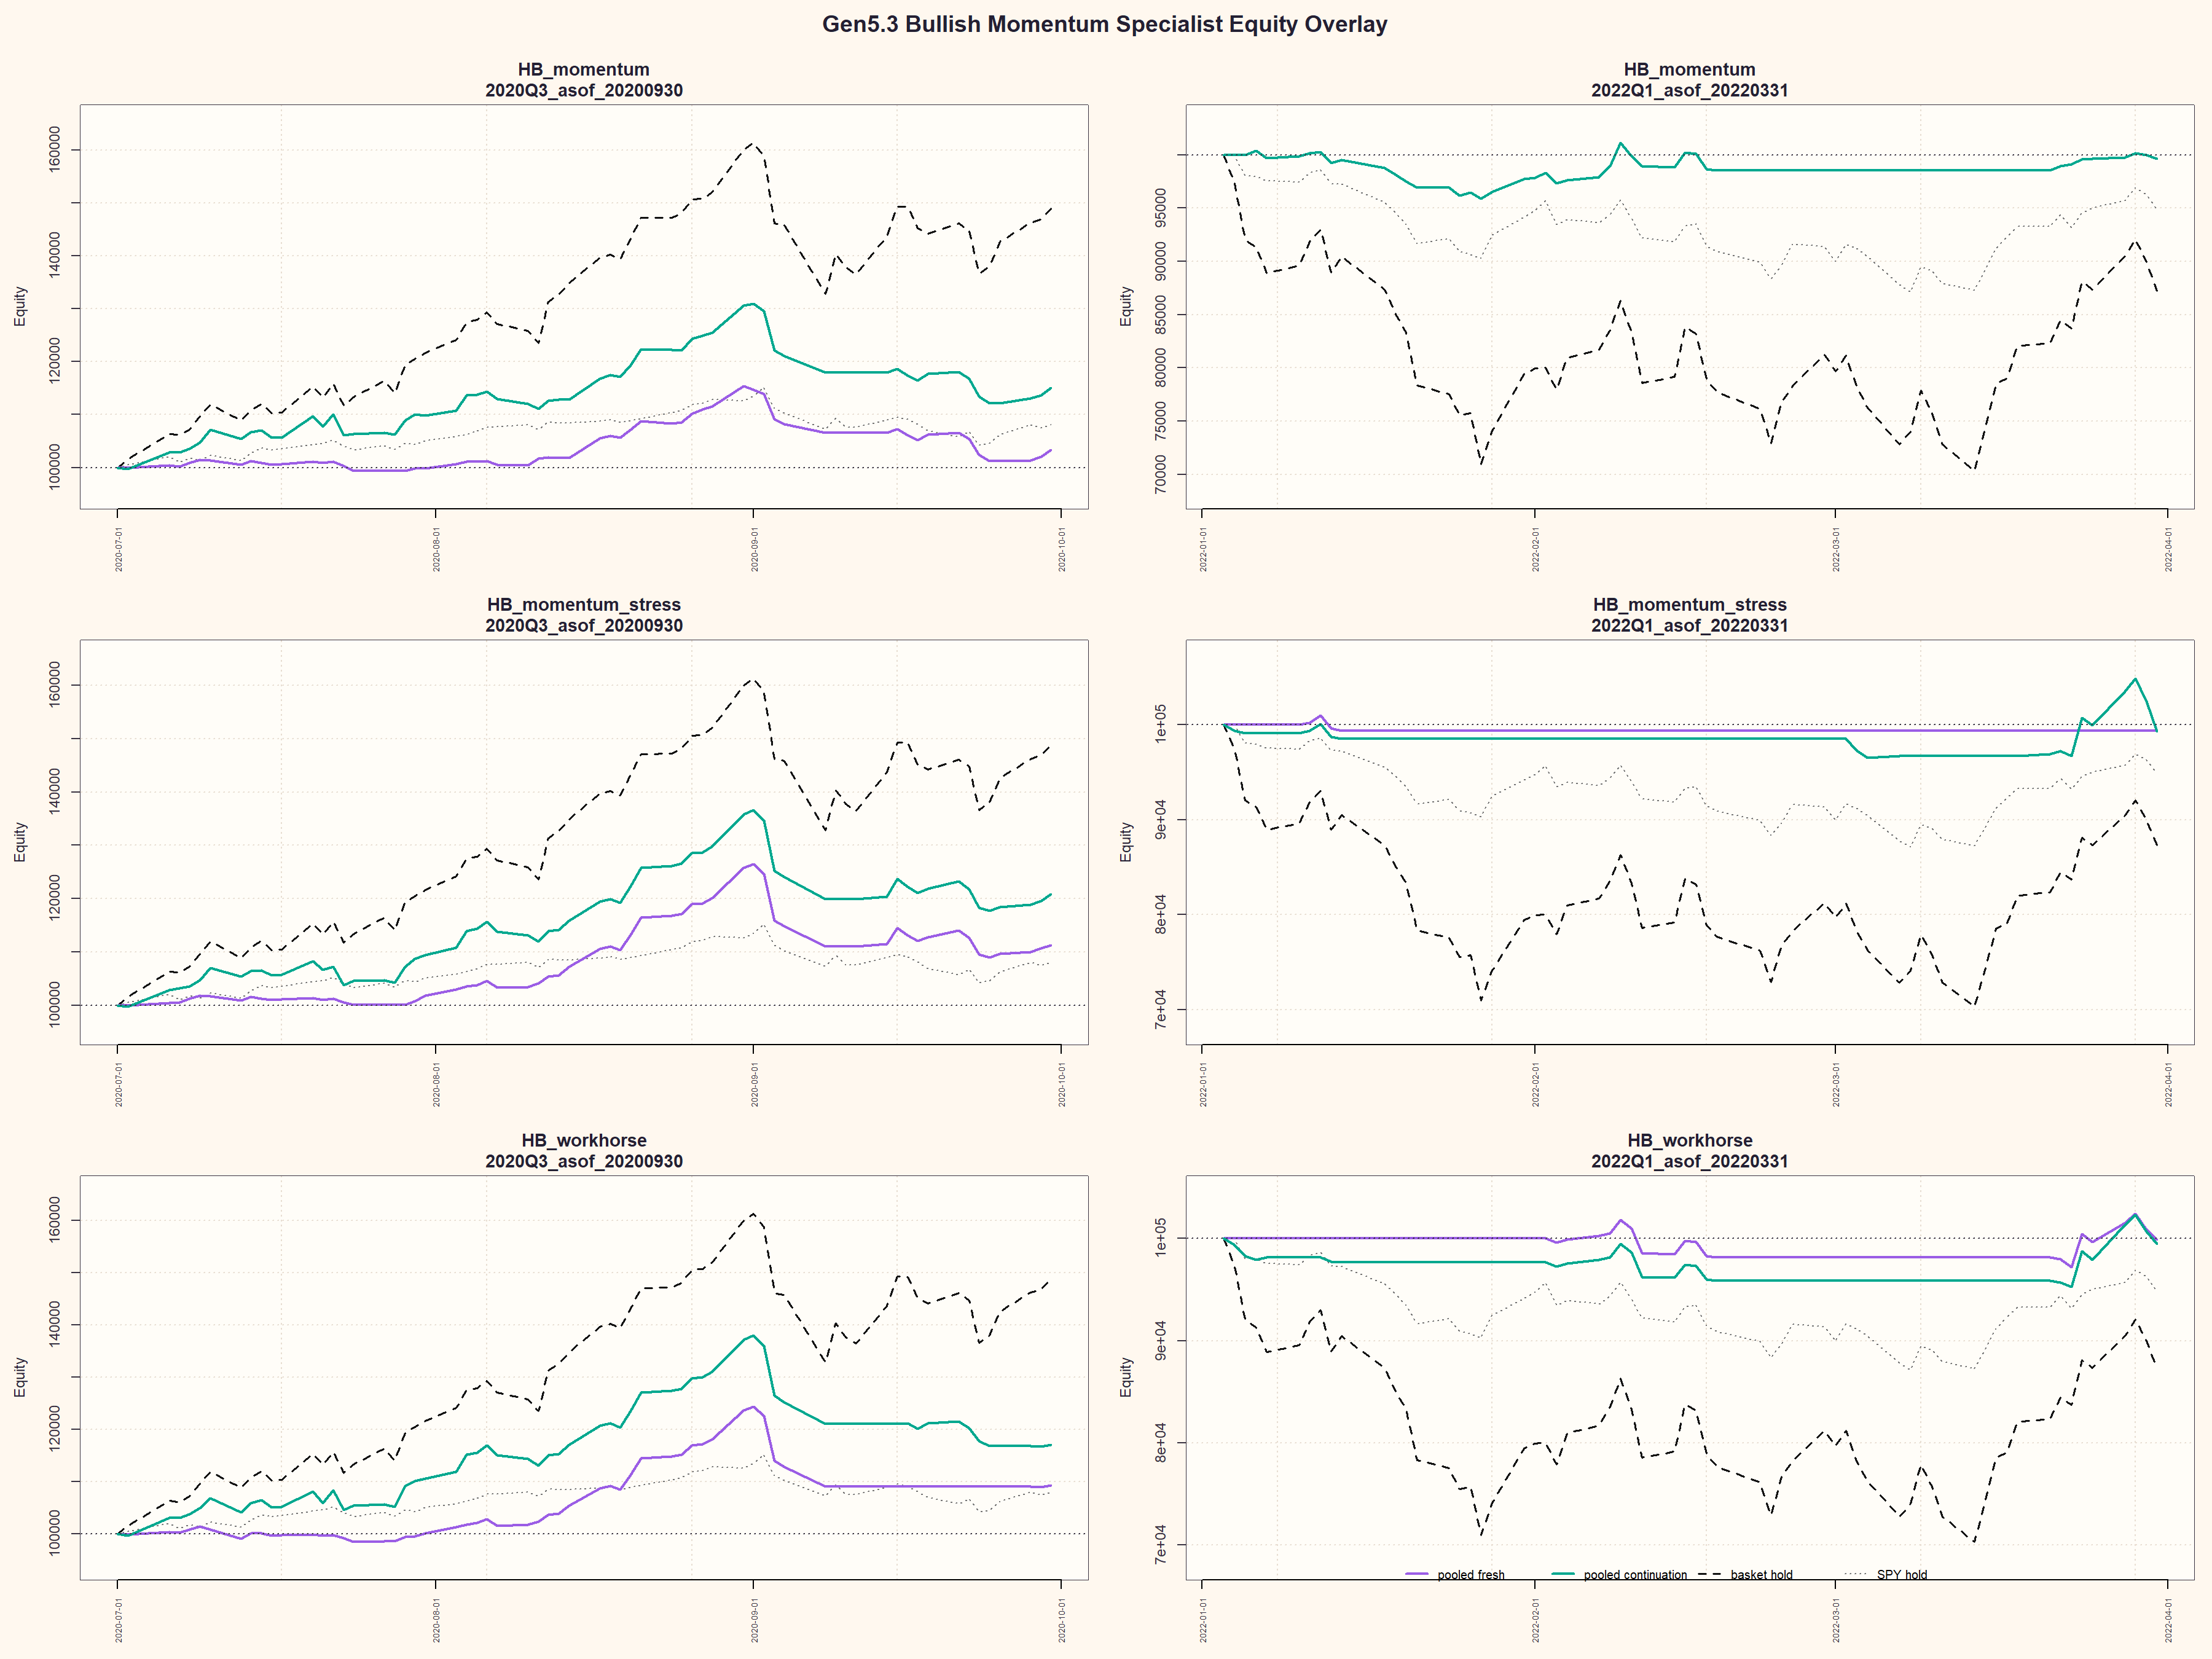 Gen5.3 Bullish Momentum Specialist Equity Overlay
HB_momentum
2020Q3_asof_20200930
Equity
160000
140000
120000
100000
2020-07-01
2020-08-01
2020-09-01
2020-10-01
HB_momentum
2022Q1_asof_20220331
Equity
95000
90000
85000
80000
75000
70000
2022-01-01
2022-02-01
2022-03-01
2022-04-01
HB_momentum_stress
2020Q3_asof_20200930
Equity
160000
140000
120000
100000
2020-07-01
2020-08-01
2020-09-01
2020-10-01
HB_momentum_stress
2022Q1_asof_20220331
Equity
1e+05
9e+04
8e+04
7e+04
2022-01-01
2022-02-01
2022-03-01
2022-04-01
HB_workhorse
2020Q3_asof_20200930
Equity
160000
140000
120000
100000
2020-07-01
2020-08-01
2020-09-01
2020-10-01
HB_workhorse
2022Q1_asof_20220331
Equity
1e+05
9e+04
8e+04
7e+04
pooled fresh pooled continuation basket hold SPY hold
2022-01-01
2022-02-01
2022-03-01
2022-04-01